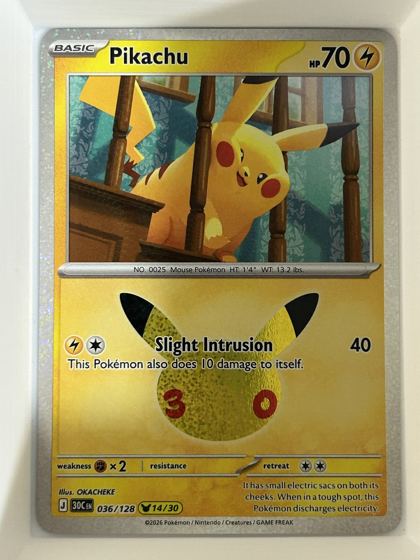 BASIC Pikachu HP 70
NO. 0025 Mouse Pokémon HT: 1'4" WT: 13.2 lbs.
Slight Intrusion 40
This Pokémon also does 10 damage to itself.
3 0
weakness × 2 resistance retreat
Illus. OKACHEKE
It has small electric sacs on both its
cheeks. When in a tough spot, this
Pokémon discharges electricity.
J 30C EN 036/128 14/30
©2026 Pokémon / Nintendo / Creatures / GAME FREAK